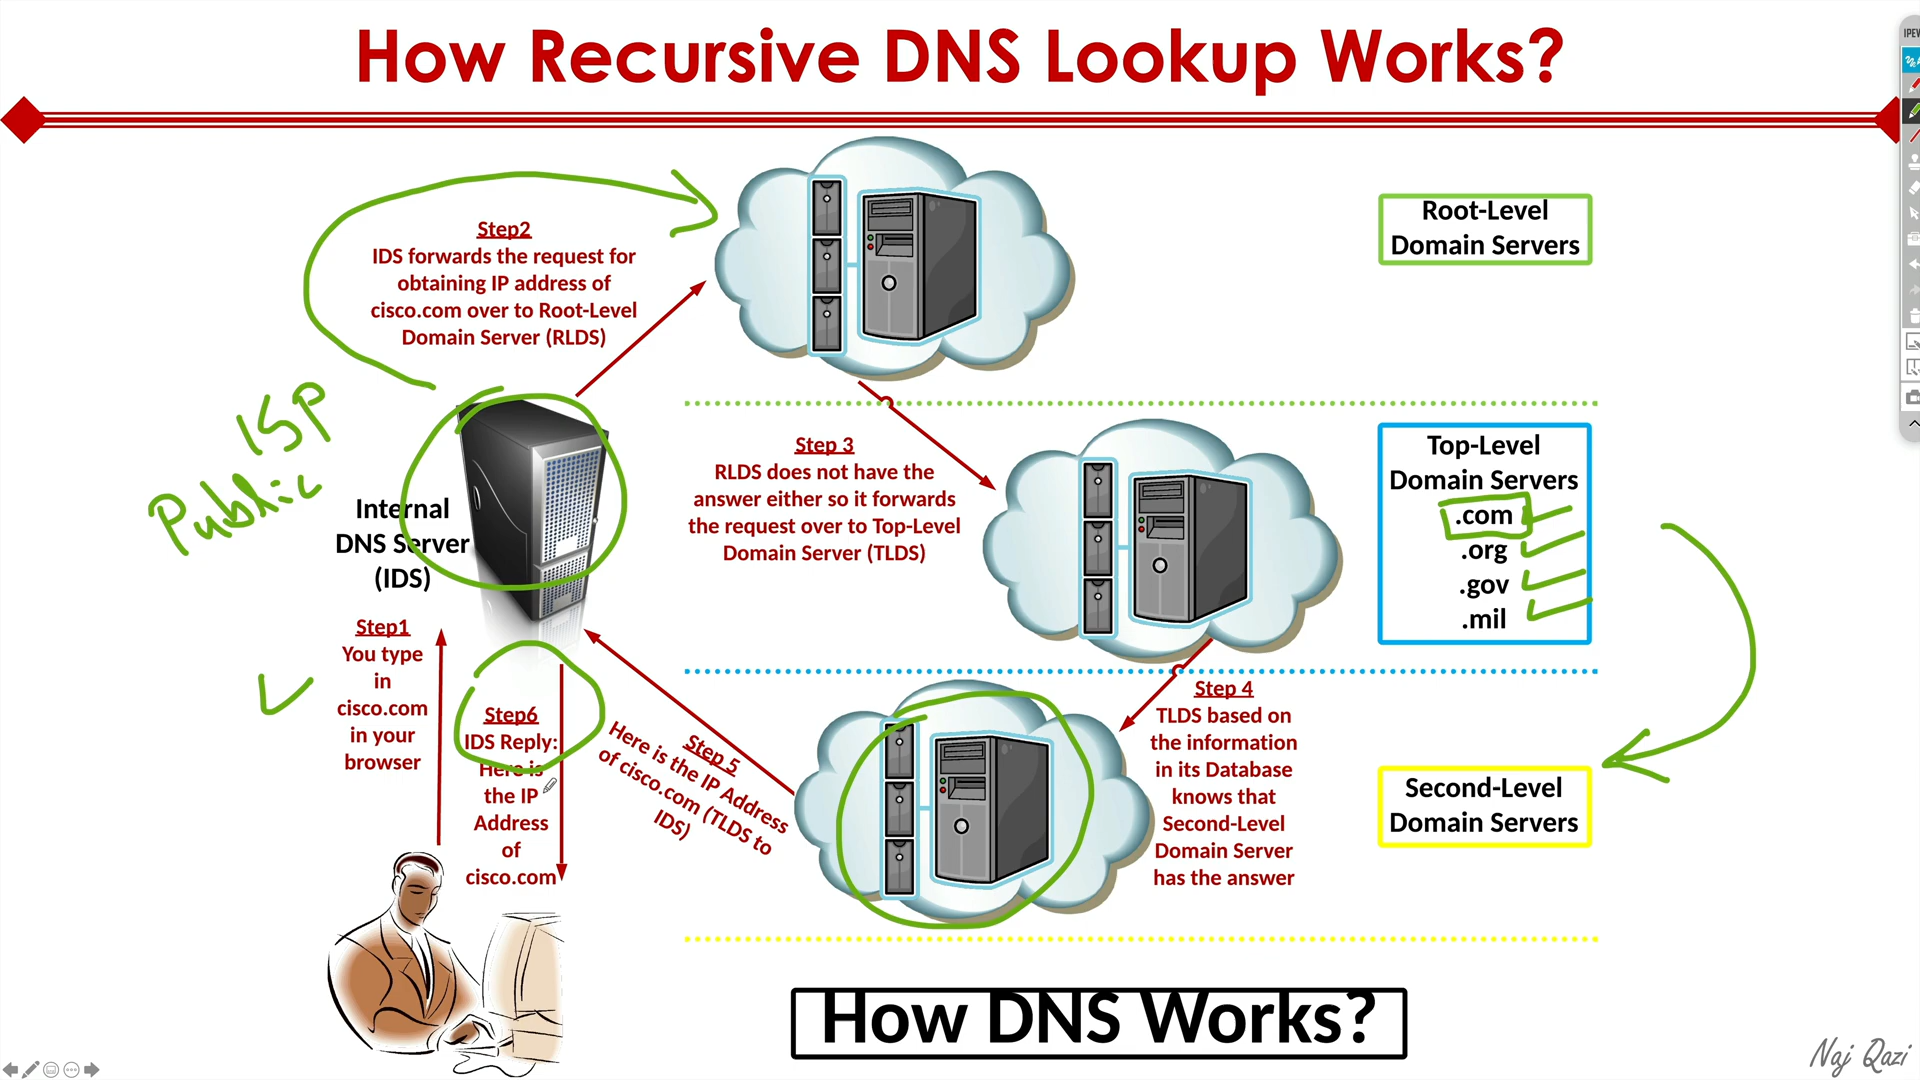 How Recursive DNS Lookup Works?
IPEV
Step2
IDS forwards the request for
obtaining IP address of
cisco.com over to Root-Level
Domain Server (RLDS)
Root-Level
Domain Servers
ISP
Public
Internal
DNS Server
(IDS)
Step 3
RLDS does not have the
answer either so it forwards
the request over to Top-Level
Domain Server (TLDS)
Top-Level
Domain Servers
.com
.org
.gov
.mil
Step1
You type
in
cisco.com
in your
browser
Step6
IDS Reply:
Here is
the IP
Address
of
cisco.com
Step 5
Here is the IP Address
of cisco.com (TLDS to
IDS)
Step 4
TLDS based on
the information
in its Database
knows that
Second-Level
Domain Server
has the answer
Second-Level
Domain Servers
How DNS Works?
Naj Qazi